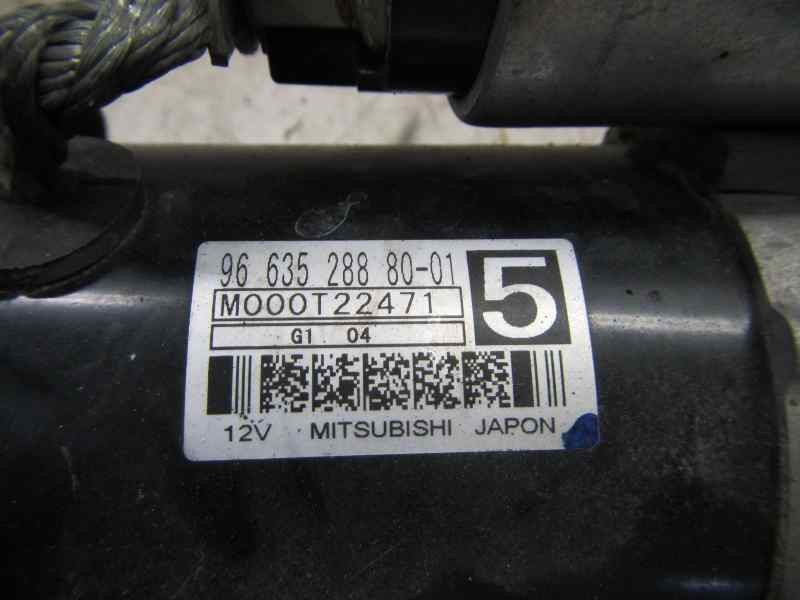 96 635 288 80-01
5
M000T22471
G1 04
12V MITSUBISHI JAPON